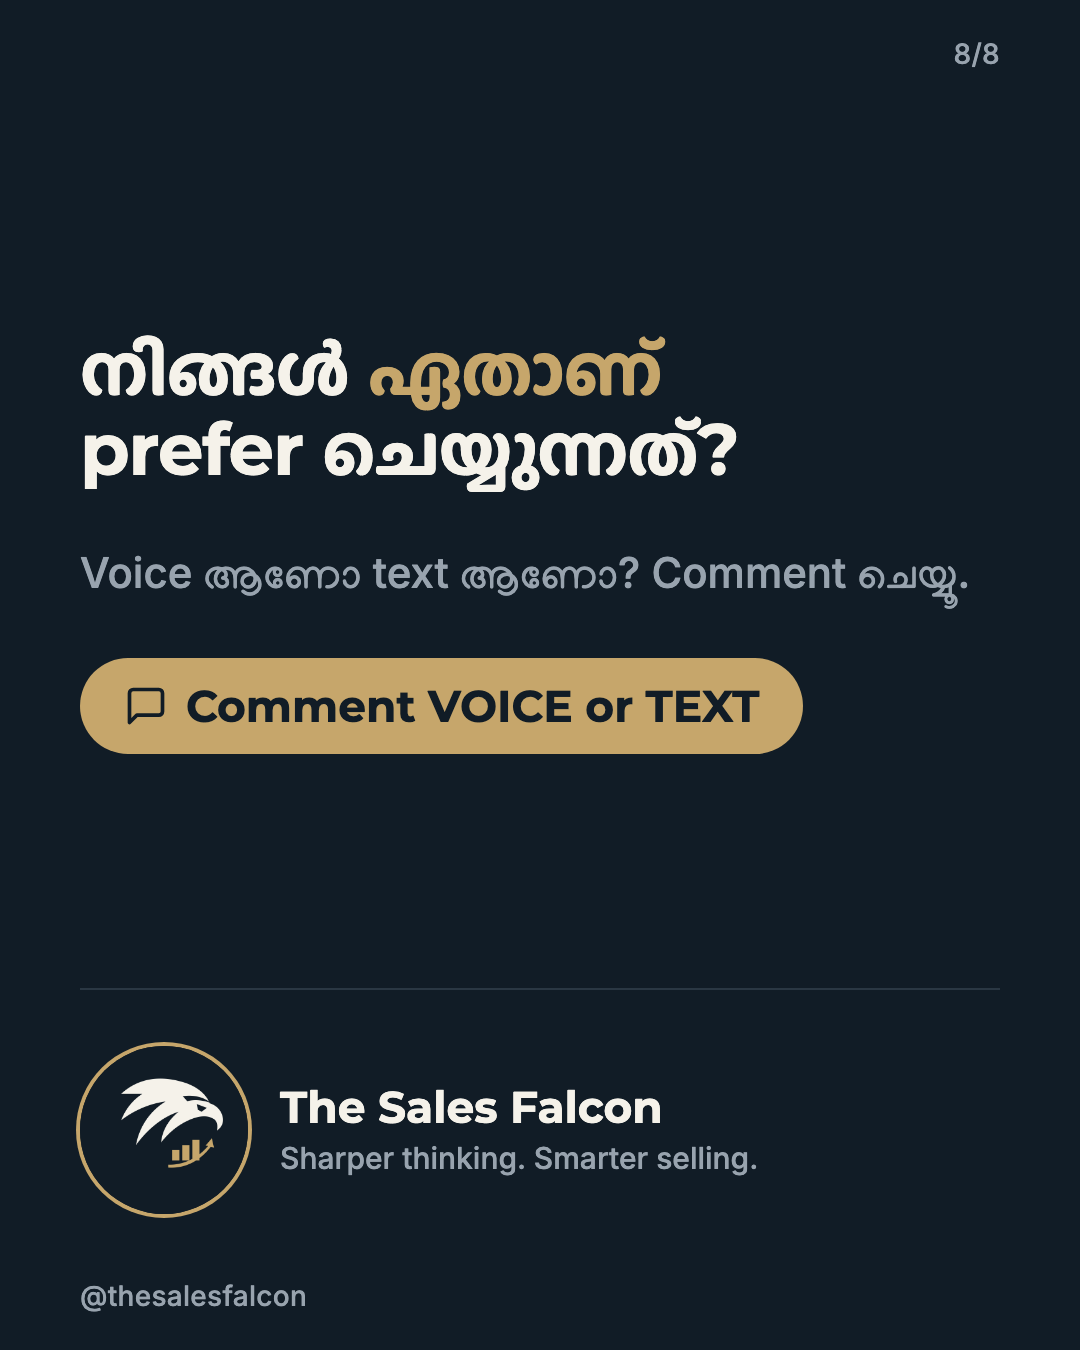 8/8
നിങ്ങൾ ഏതാണ്
prefer ചെയ്യുന്നത്?
Voice ആണോ text ആണോ? Comment ചെയ്യൂ.
Comment VOICE or TEXT
The Sales Falcon
Sharper thinking. Smarter selling.
@thesalesfalcon